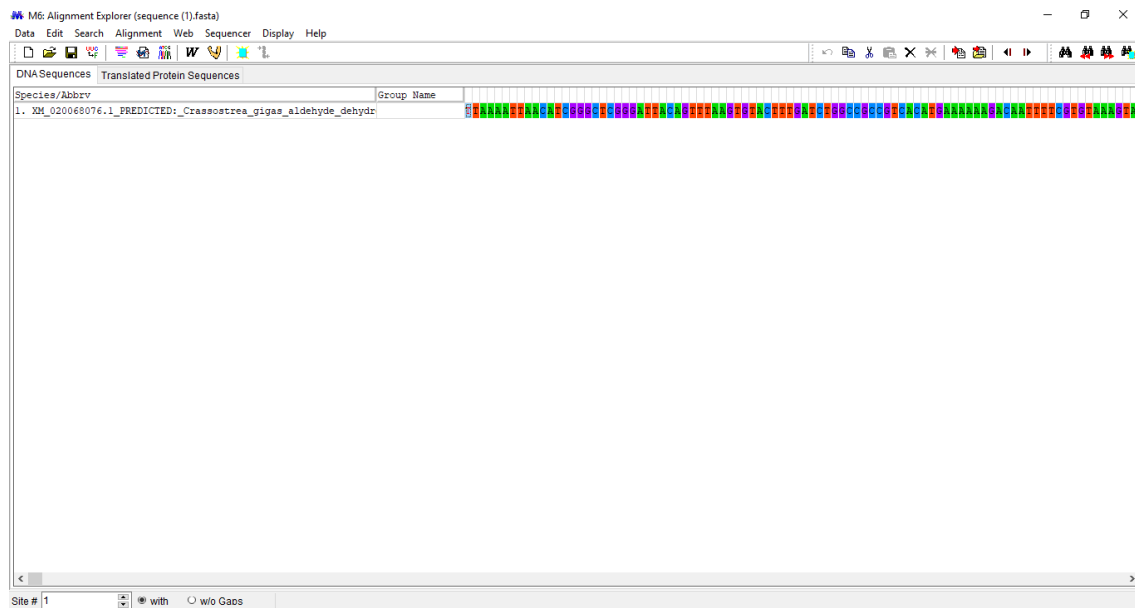 M6: Alignment Explorer (sequence (1).fasta)
Data Edit Search Alignment Web Sequencer Display Help
DNA Sequences Translated Protein Sequences
Species/Abbrv Group Name
1. XM_020068076.1_PREDICTED:_Crassostrea_gigas_aldehyde_dehydr
Site # 1 with w/o Gaps